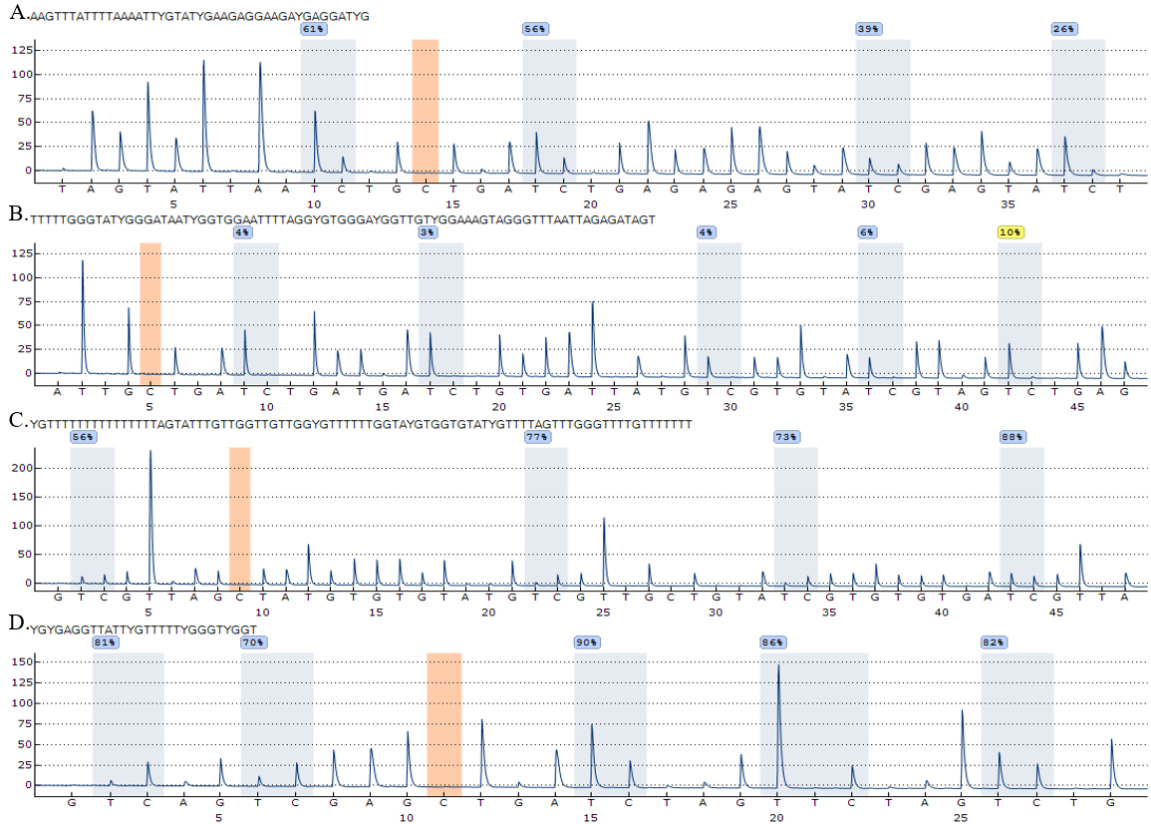 A. AAGTTTATTTTAAAATTYGTATYGAAGAGGAAGAYGAGGATYG
61% 56% 39% 26%
125
100
75
50
25
0
T A G T A T T A A T C T G C T G A T C T G A G A G A G T A T C G A G T A T C T
5 10 15 20 25 30 35
B. TTTTTGGGTATYGGGATAATYGGTGGAATTTTAGGYGTGGGAYGGTTGTYGGAAAGTAGGGTTTAATTAGAGATAGT
4% 3% 4% 6% 10%
125
100
75
50
25
0
A T T G C T G A T C T G A T G A T C T G T G A T T A T G T C G T G T A T C G T A G T C T G A G
5 10 15 20 25 30 35 40 45
C. YGTTTTTTTTTTTTTTTAGTATTTGTTGGTTGTTGGYGTTTTTTGGTAYGTGGTGTATYGTTTTAGTTTGGGTTTTGTTTTTTT
56% 77% 73% 88%
200
150
100
50
0
G T C G T T A G C T A T G T G T G T A T G T C G T T G C T G T A T C G T G T G T G A T C G T T A
5 10 15 20 25 30 35 40 45
D. YGYGAGGTTATTYGTTTTTYGGGTYGGT
81% 70% 90% 86% 82%
150
125
100
75
50
25
0
G T C A G T C G A G C T G A T C T A G T T C T A G T C T G
5 10 15 20 25